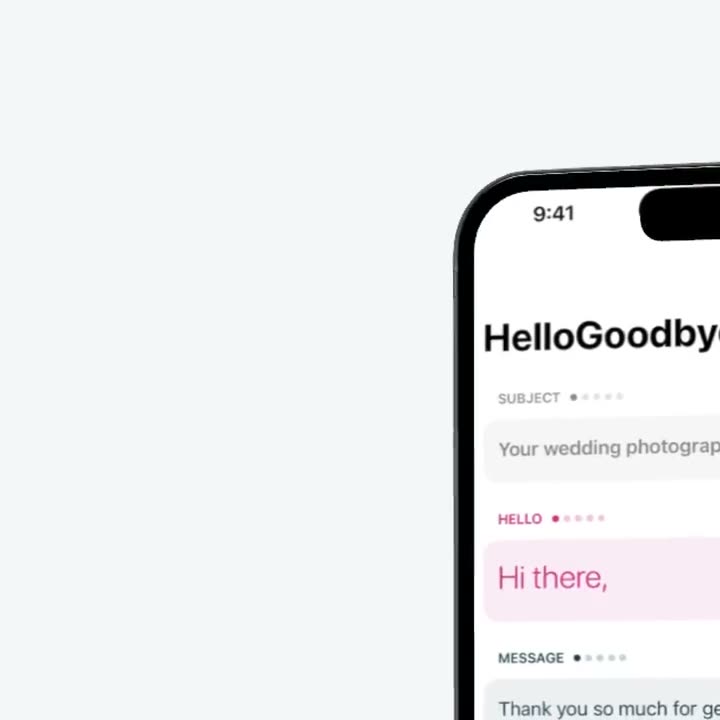 9:41
HelloGoodby
SUBJECT
Your wedding photograp
HELLO
Hi there,
MESSAGE
Thank you so much for ge